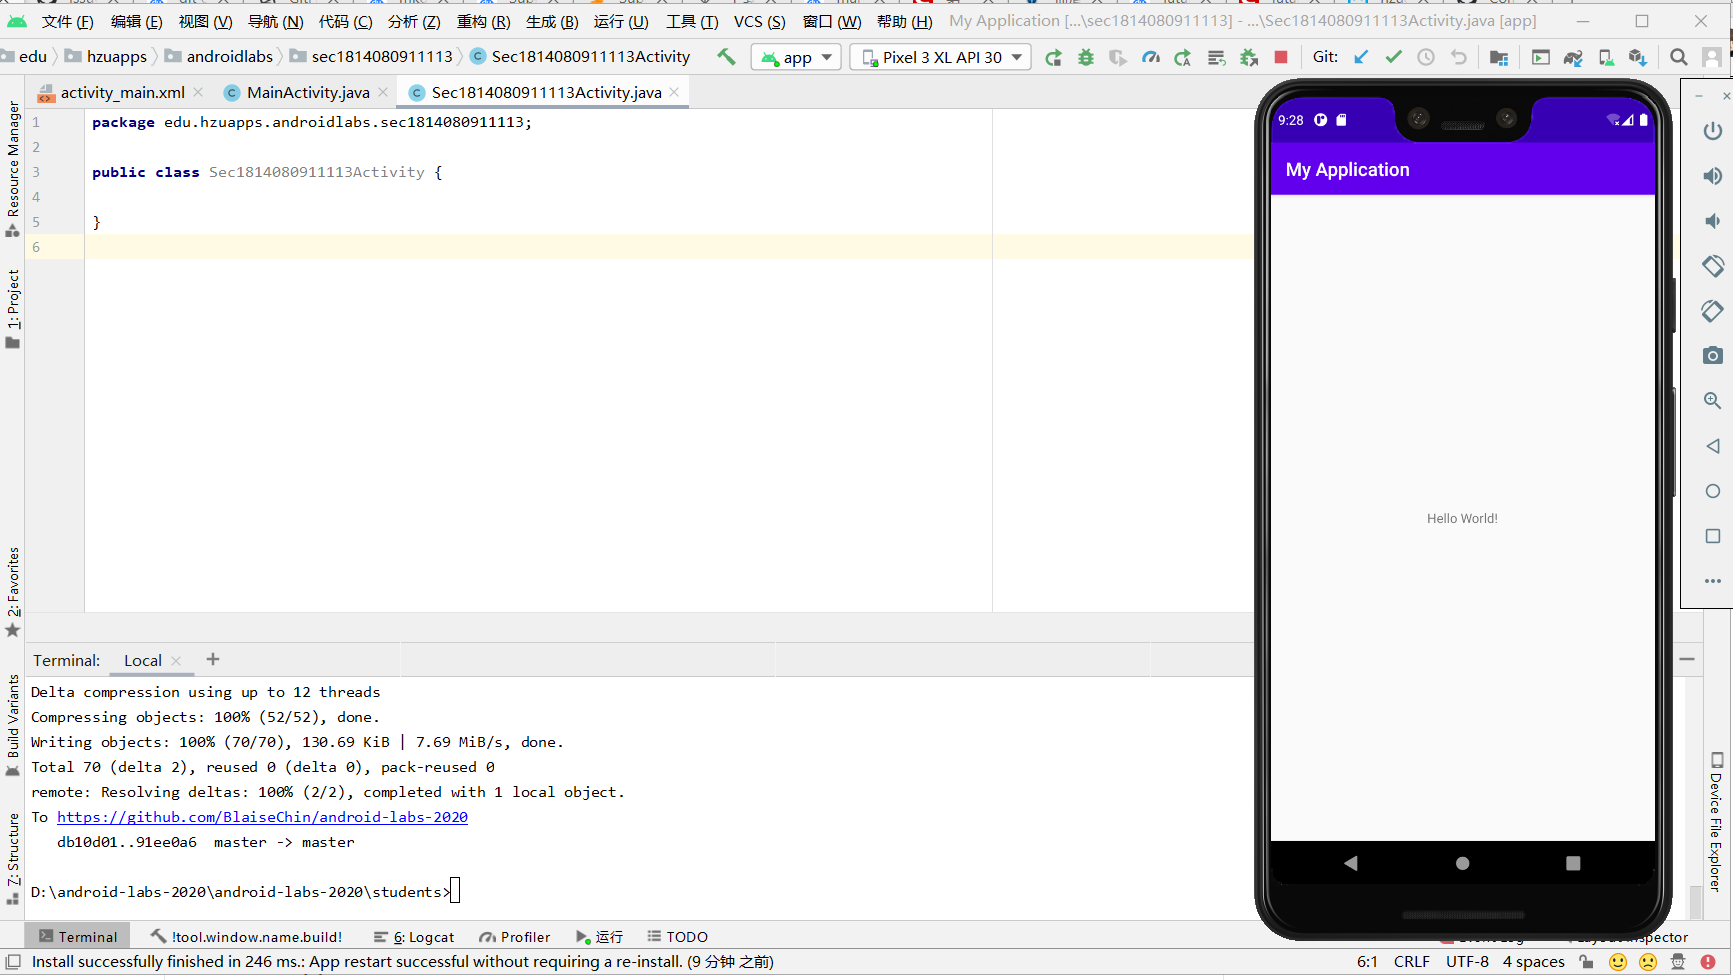 文件 (F) 编辑 (E) 视图 (V) 导航 (N) 代码 (C) 分析 (Z) 重构 (R) 生成 (B) 运行 (U) 工具 (T) VCS (S) 窗口 (W) 帮助 (H) My Application [...\sec1814080911113] - ...\Sec1814080911113Activity.java [app]
edu hzuapps androidlabs sec1814080911113 Sec1814080911113Activity app Pixel 3 XL API 30 Git:
activity_main.xml MainActivity.java Sec1814080911113Activity.java
1 package edu.hzuapps.androidlabs.sec1814080911113;
2
3 public class Sec1814080911113Activity {
4
5 }
6
Resource Manager
1: Project
2: Favorites
Build Variants
7: Structure
9:28
My Application
Hello World!
Device File Explorer
Terminal: Local
Delta compression using up to 12 threads
Compressing objects: 100% (52/52), done.
Writing objects: 100% (70/70), 130.69 KiB | 7.69 MiB/s, done.
Total 70 (delta 2), reused 0 (delta 0), pack-reused 0
remote: Resolving deltas: 100% (2/2), completed with 1 local object.
To https://github.com/BlaiseChin/android-labs-2020
db10d01..91ee0a6 master -> master
D:\android-labs-2020\android-labs-2020\students>
Terminal !tool.window.name.build! 6: Logcat Profiler 运行 TODO
Install successfully finished in 246 ms.: App restart successful without requiring a re-install. (9 分钟 之前) 6:1 CRLF UTF-8 4 spaces